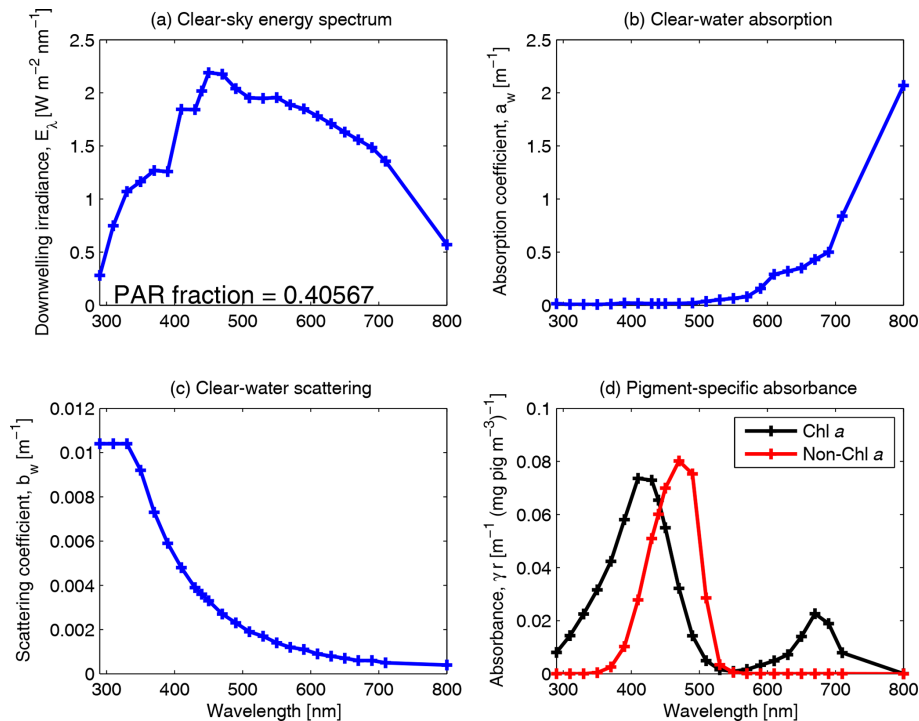 (a) Clear-sky energy spectrum
Downwelling irradiance, E_λ [W m⁻² nm⁻¹]
2.5
2
1.5
1
0.5
0
PAR fraction = 0.40567
300 400 500 600 700 800
(b) Clear-water absorption
Absorption coefficient, a_w [m⁻¹]
2.5
2
1.5
1
0.5
0
300 400 500 600 700 800
(c) Clear-water scattering
Scattering coefficient, b_w [m⁻¹]
0.012
0.01
0.008
0.006
0.004
0.002
0
300 400 500 600 700 800
Wavelength [nm]
(d) Pigment-specific absorbance
Absorbance, γ r [m⁻¹ (mg pig m⁻³)⁻¹]
0.1
0.08
0.06
0.04
0.02
0
Chl a
Non-Chl a
300 400 500 600 700 800
Wavelength [nm]